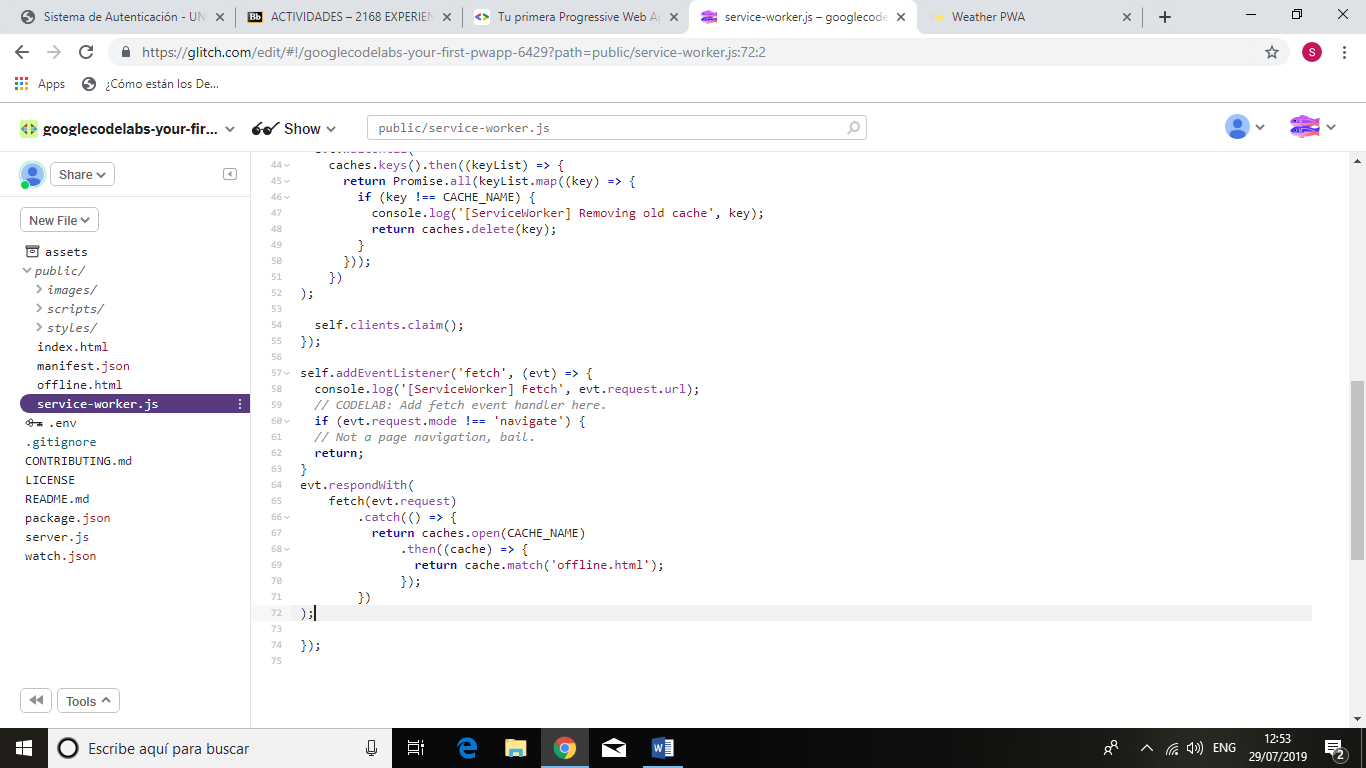 Sistema de Autenticación - UN
ACTIVIDADES – 2168 EXPERIEN
Tu primera Progressive Web Ap
service-worker.js – googlecode
Weather PWA
https://glitch.com/edit/#!/googlecodelabs-your-first-pwapp-6429?path=public/service-worker.js:72:2
S
Apps
¿Cómo están los De...
googlecodelabs-your-fir...
Show
public/service-worker.js
Share
New File
assets
public/
images/
scripts/
styles/
index.html
manifest.json
offline.html
service-worker.js
.env
.gitignore
CONTRIBUTING.md
LICENSE
README.md
package.json
server.js
watch.json
Tools
44 caches.keys().then((keyList) => {
45 return Promise.all(keyList.map((key) => {
46 if (key !== CACHE_NAME) {
47 console.log('[ServiceWorker] Removing old cache', key);
48 return caches.delete(key);
49 }
50 }));
51 })
52 );
53
54 self.clients.claim();
55 });
56
57 self.addEventListener('fetch', (evt) => {
58 console.log('[ServiceWorker] Fetch', evt.request.url);
59 // CODELAB: Add fetch event handler here.
60 if (evt.request.mode !== 'navigate') {
61 // Not a page navigation, bail.
62 return;
63 }
64 evt.respondWith(
65 fetch(evt.request)
66 .catch(() => {
67 return caches.open(CACHE_NAME)
68 .then((cache) => {
69 return cache.match('offline.html');
70 });
71 })
72 );
73
74 });
75
Escribe aquí para buscar
ENG
12:53
29/07/2019
2